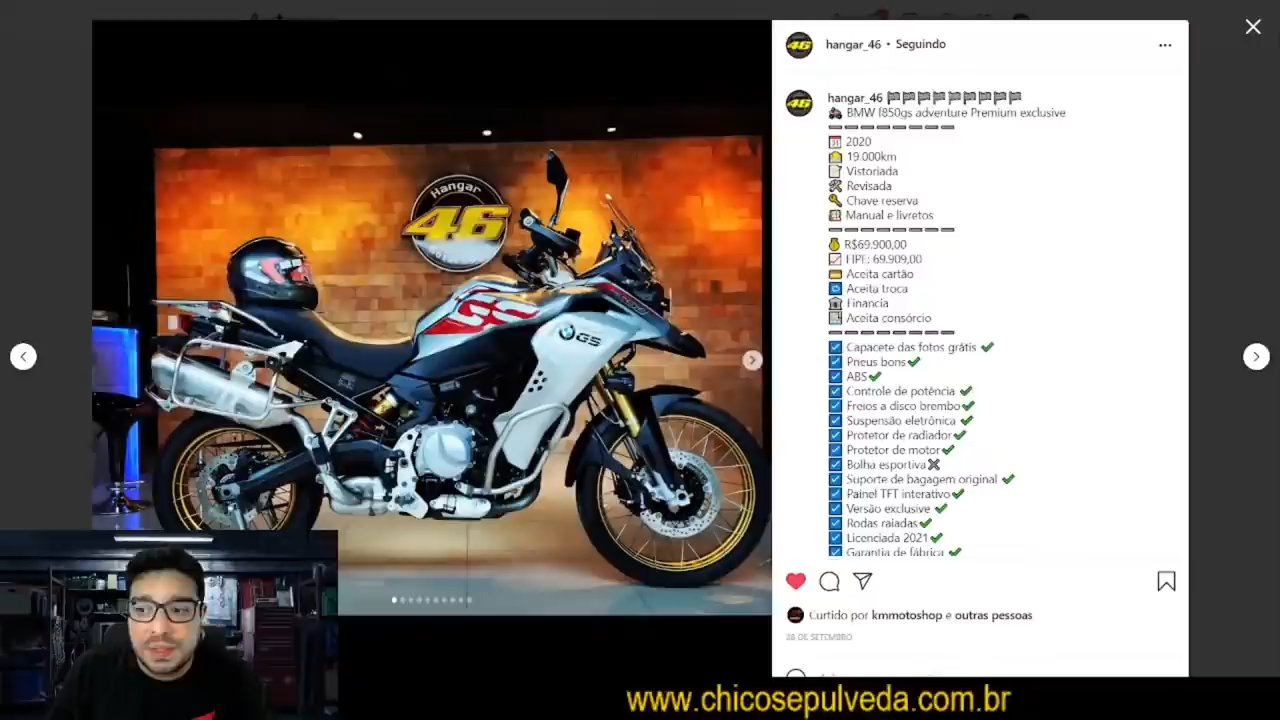 hangar_46 • Seguindo
hangar_46
BMW f850gs adventure Premium exclusive
2020
19.000km
Vistoriada
Revisada
Chave reserva
Manual e livretos
R$69.900,00
FIPE: 69.909,00
Aceita cartão
Aceita troca
Financia
Aceita consórcio
Capacete das fotos grátis
Pneus bons
ABS
Controle de potência
Freios a disco brembo
Suspensão eletrônica
Protetor de radiador
Protetor de motor
Bolha esportiva
Suporte de bagagem original
Painel TFT interativo
Versão exclusive
Rodas raiadas
Licenciada 2021
Garantia de fábrica
Curtido por kmmotoshop e outras pessoas
28 DE SETEMBRO
Hangar
46
GS
GS
46
46
www.chicosepulveda.com.br